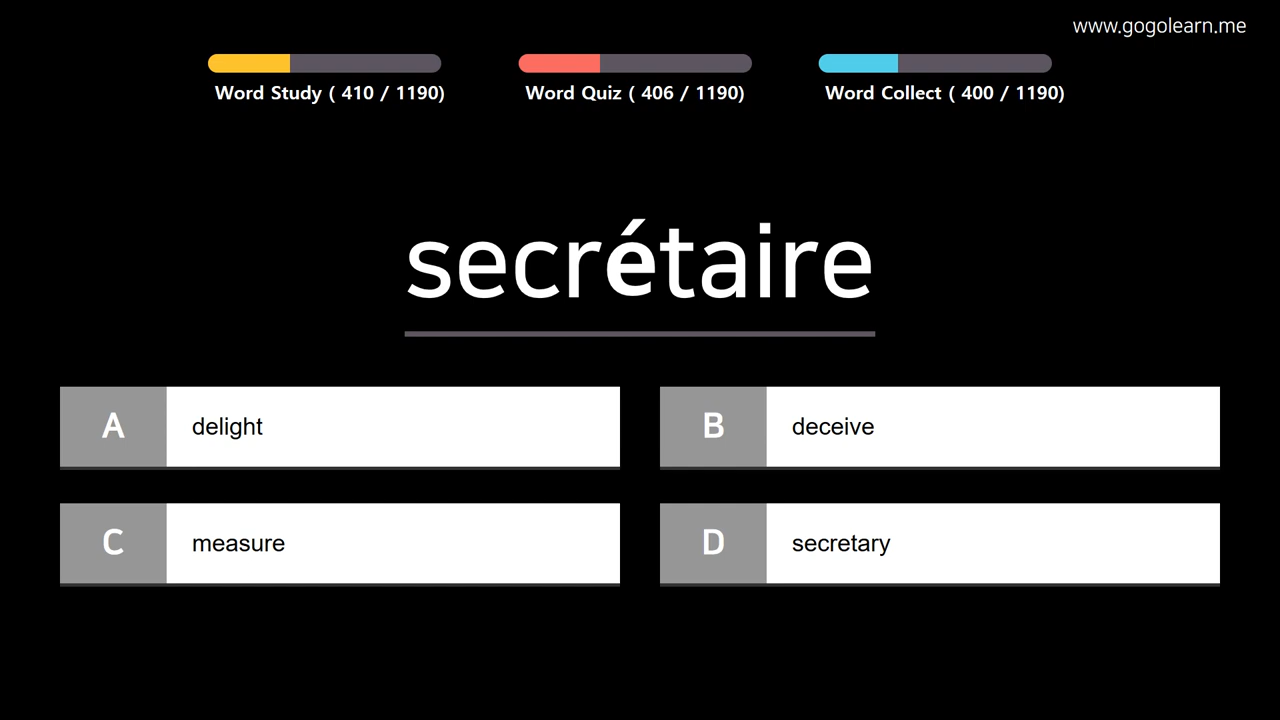 www.gogolearn.me
Word Study ( 410 / 1190)
Word Quiz ( 406 / 1190)
Word Collect ( 400 / 1190)
secrétaire
A delight
B deceive
C measure
D secretary